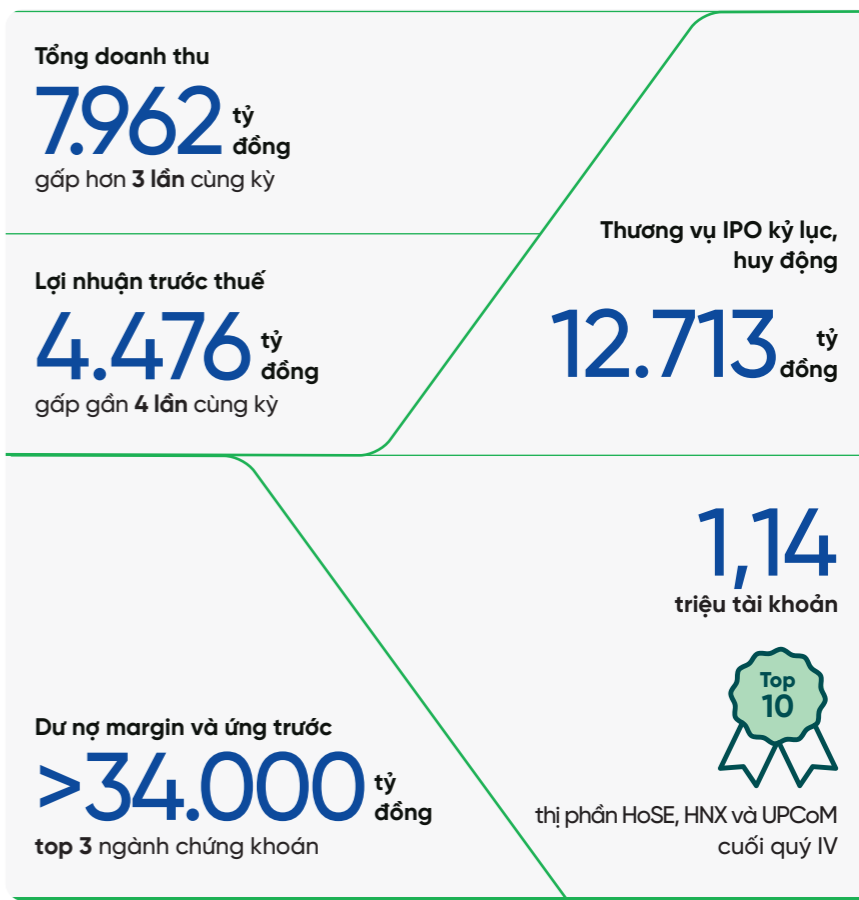 Tổng doanh thu
7.962 tỷ đồng
gấp hơn 3 lần cùng kỳ
Lợi nhuận trước thuế
4.476 tỷ đồng
gấp gần 4 lần cùng kỳ
Thương vụ IPO kỷ lục,
huy động
12.713 tỷ đồng
Dư nợ margin và ứng trước
>34.000 tỷ đồng
top 3 ngành chứng khoán
1,14
triệu tài khoản
Top
10
thị phần HoSE, HNX và UPCoM
cuối quý IV